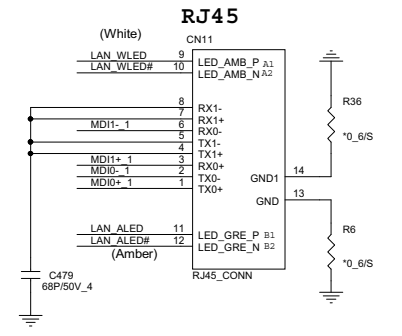 RJ45
(White)
CN11
LAN_WLED 9 LED_AMB_P A1
LAN_WLED# 10 LED_AMB_N A2
8 RX1-
7 RX1+
MDI1-_1 6 RX0-
5 TX1-
4 TX1+
MDI1+_1 3 RX0+
MDI0-_1 2 TX0-
MDI0+_1 1 TX0+
R36
*0_6/S
GND1 14
GND 13
LAN_ALED 11 LED_GRE_P B1
LAN_ALED# 12 LED_GRE_N B2
(Amber)
R6
*0_6/S
RJ45_CONN
C479
68P/50V_4